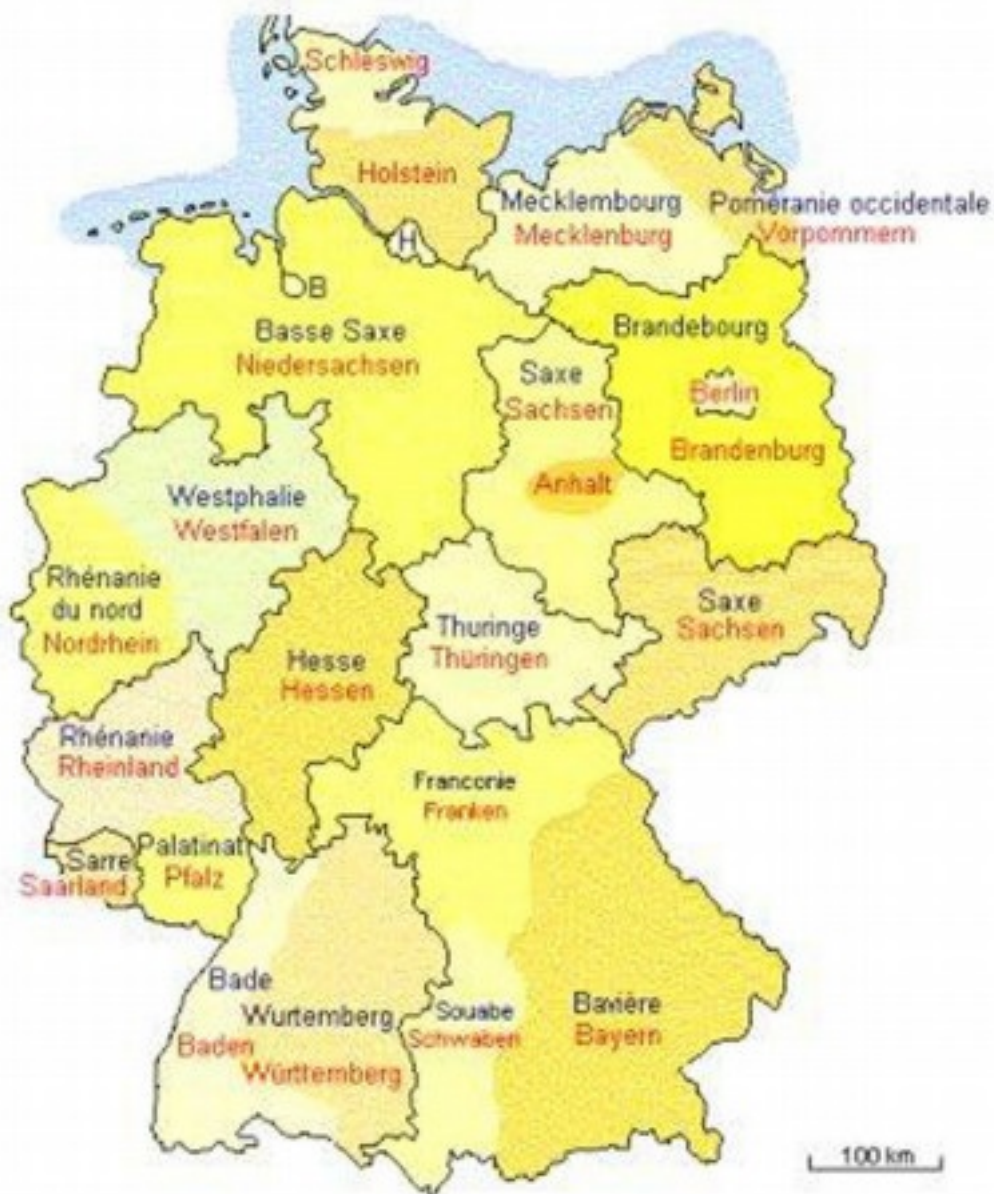 Schleswig
Holstein
Mecklembourg
Mecklenburg
Poméranie occidentale
Vorpommern
H
B
Basse Saxe
Niedersachsen
Brandebourg
Berlin
Brandenburg
Saxe
Sachsen
Anhalt
Westphalie
Westfalen
Rhénanie
du nord
Nordrhein
Hesse
Hessen
Thuringe
Thüringen
Saxe
Sachsen
Rhénanie
Rheinland
Franconie
Franken
Sarre
Saarland
Palatinat
Pfalz
Bade
Wurtemberg
Baden
Württemberg
Souabe
Schwaben
Bavière
Bayern
100 km